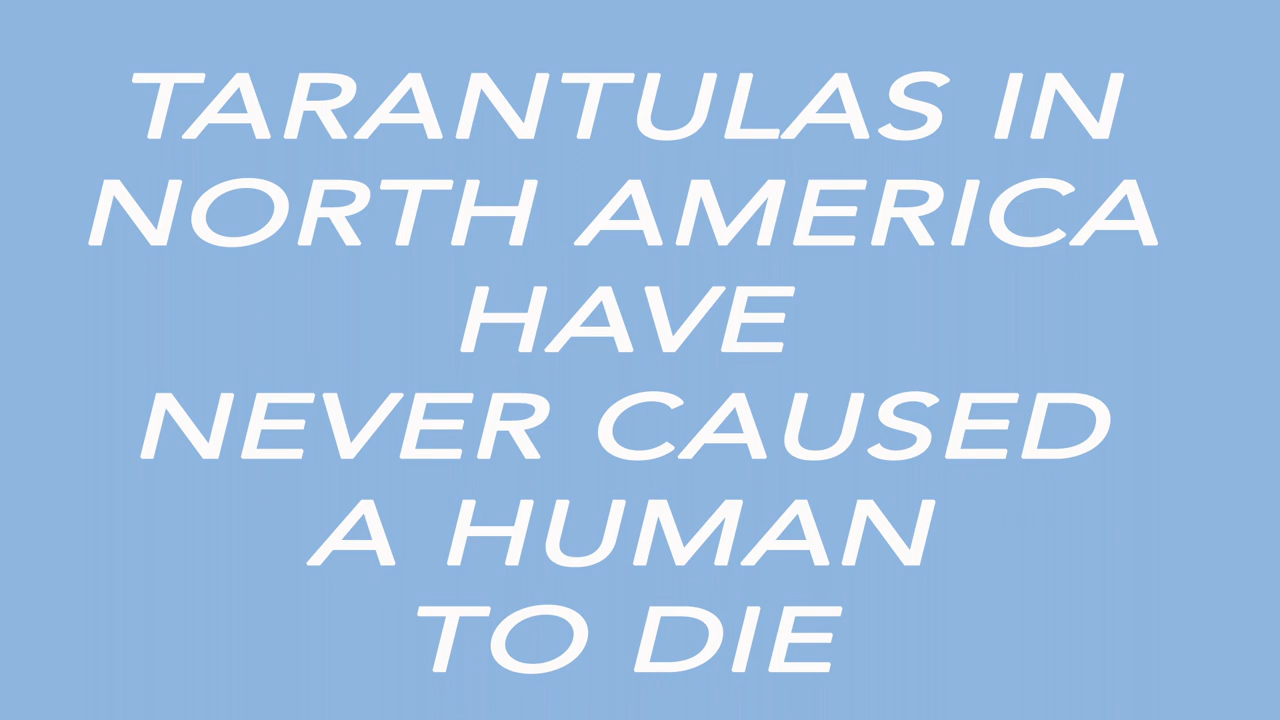 TARANTULAS IN
NORTH AMERICA
HAVE
NEVER CAUSED
A HUMAN
TO DIE